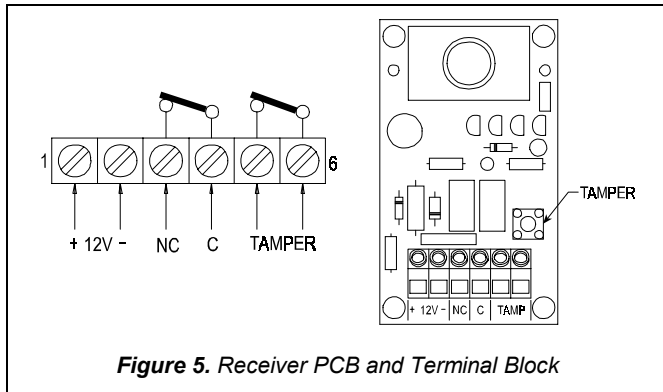 1 6
+ 12V - NC C TAMPER
TAMPER
+ 12V - NC C TAMP
Figure 5. Receiver PCB and Terminal Block